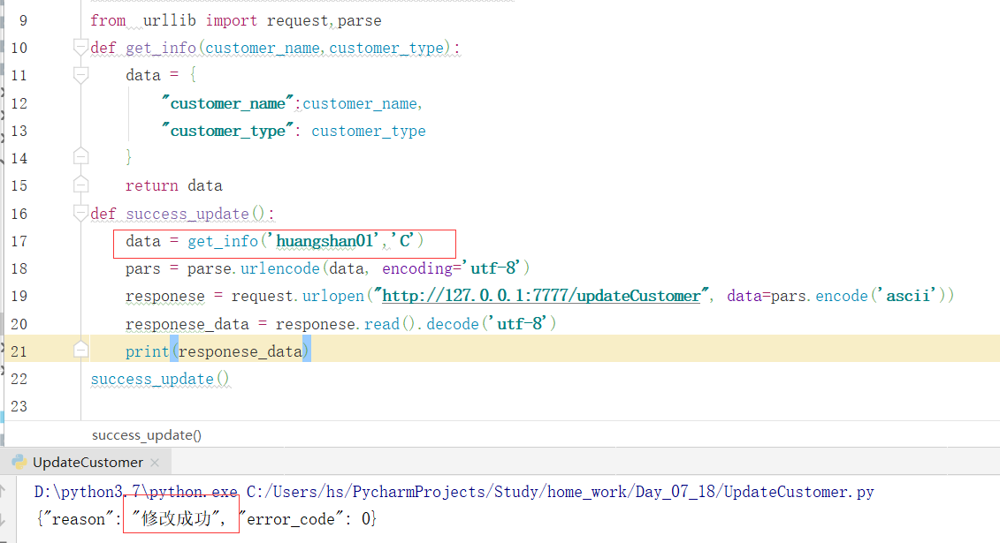 9 from  urllib import request,parse
10 def get_info(customer_name,customer_type):
11 data = {
12 "customer_name":customer_name,
13 "customer_type": customer_type
14 }
15 return data
16 def success_update():
17 data = get_info('huangshan01','C')
18 pars = parse.urlencode(data, encoding='utf-8')
19 responese = request.urlopen("http://127.0.0.1:7777/updateCustomer", data=pars.encode('ascii'))
20 responese_data = responese.read().decode('utf-8')
21 print(responese_data)
22 success_update()
23
success_update()
UpdateCustomer ×
D:\python3.7\python.exe C:/Users/hs/PycharmProjects/Study/home_work/Day_07_18/UpdateCustomer.py
{"reason": "修改成功", "error_code": 0}